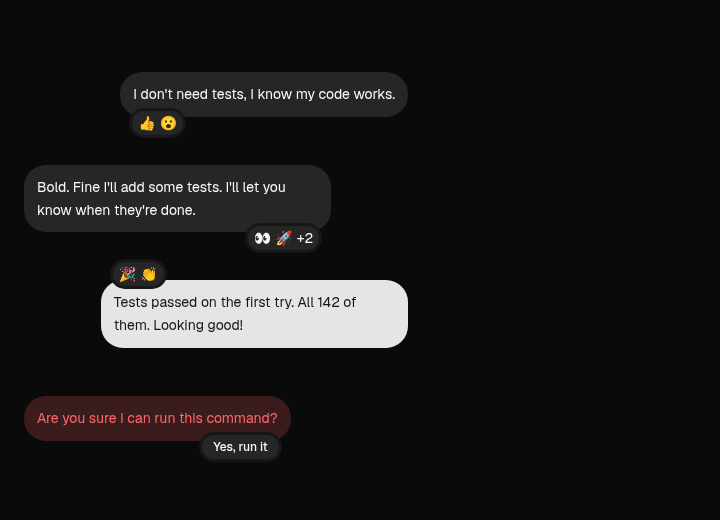 I don't need tests, I know my code works.
👍 😮
Bold. Fine I'll add some tests. I'll let you
know when they're done.
👀 🚀 +2
🎉 👏
Tests passed on the first try. All 142 of
them. Looking good!
Are you sure I can run this command?
Yes, run it